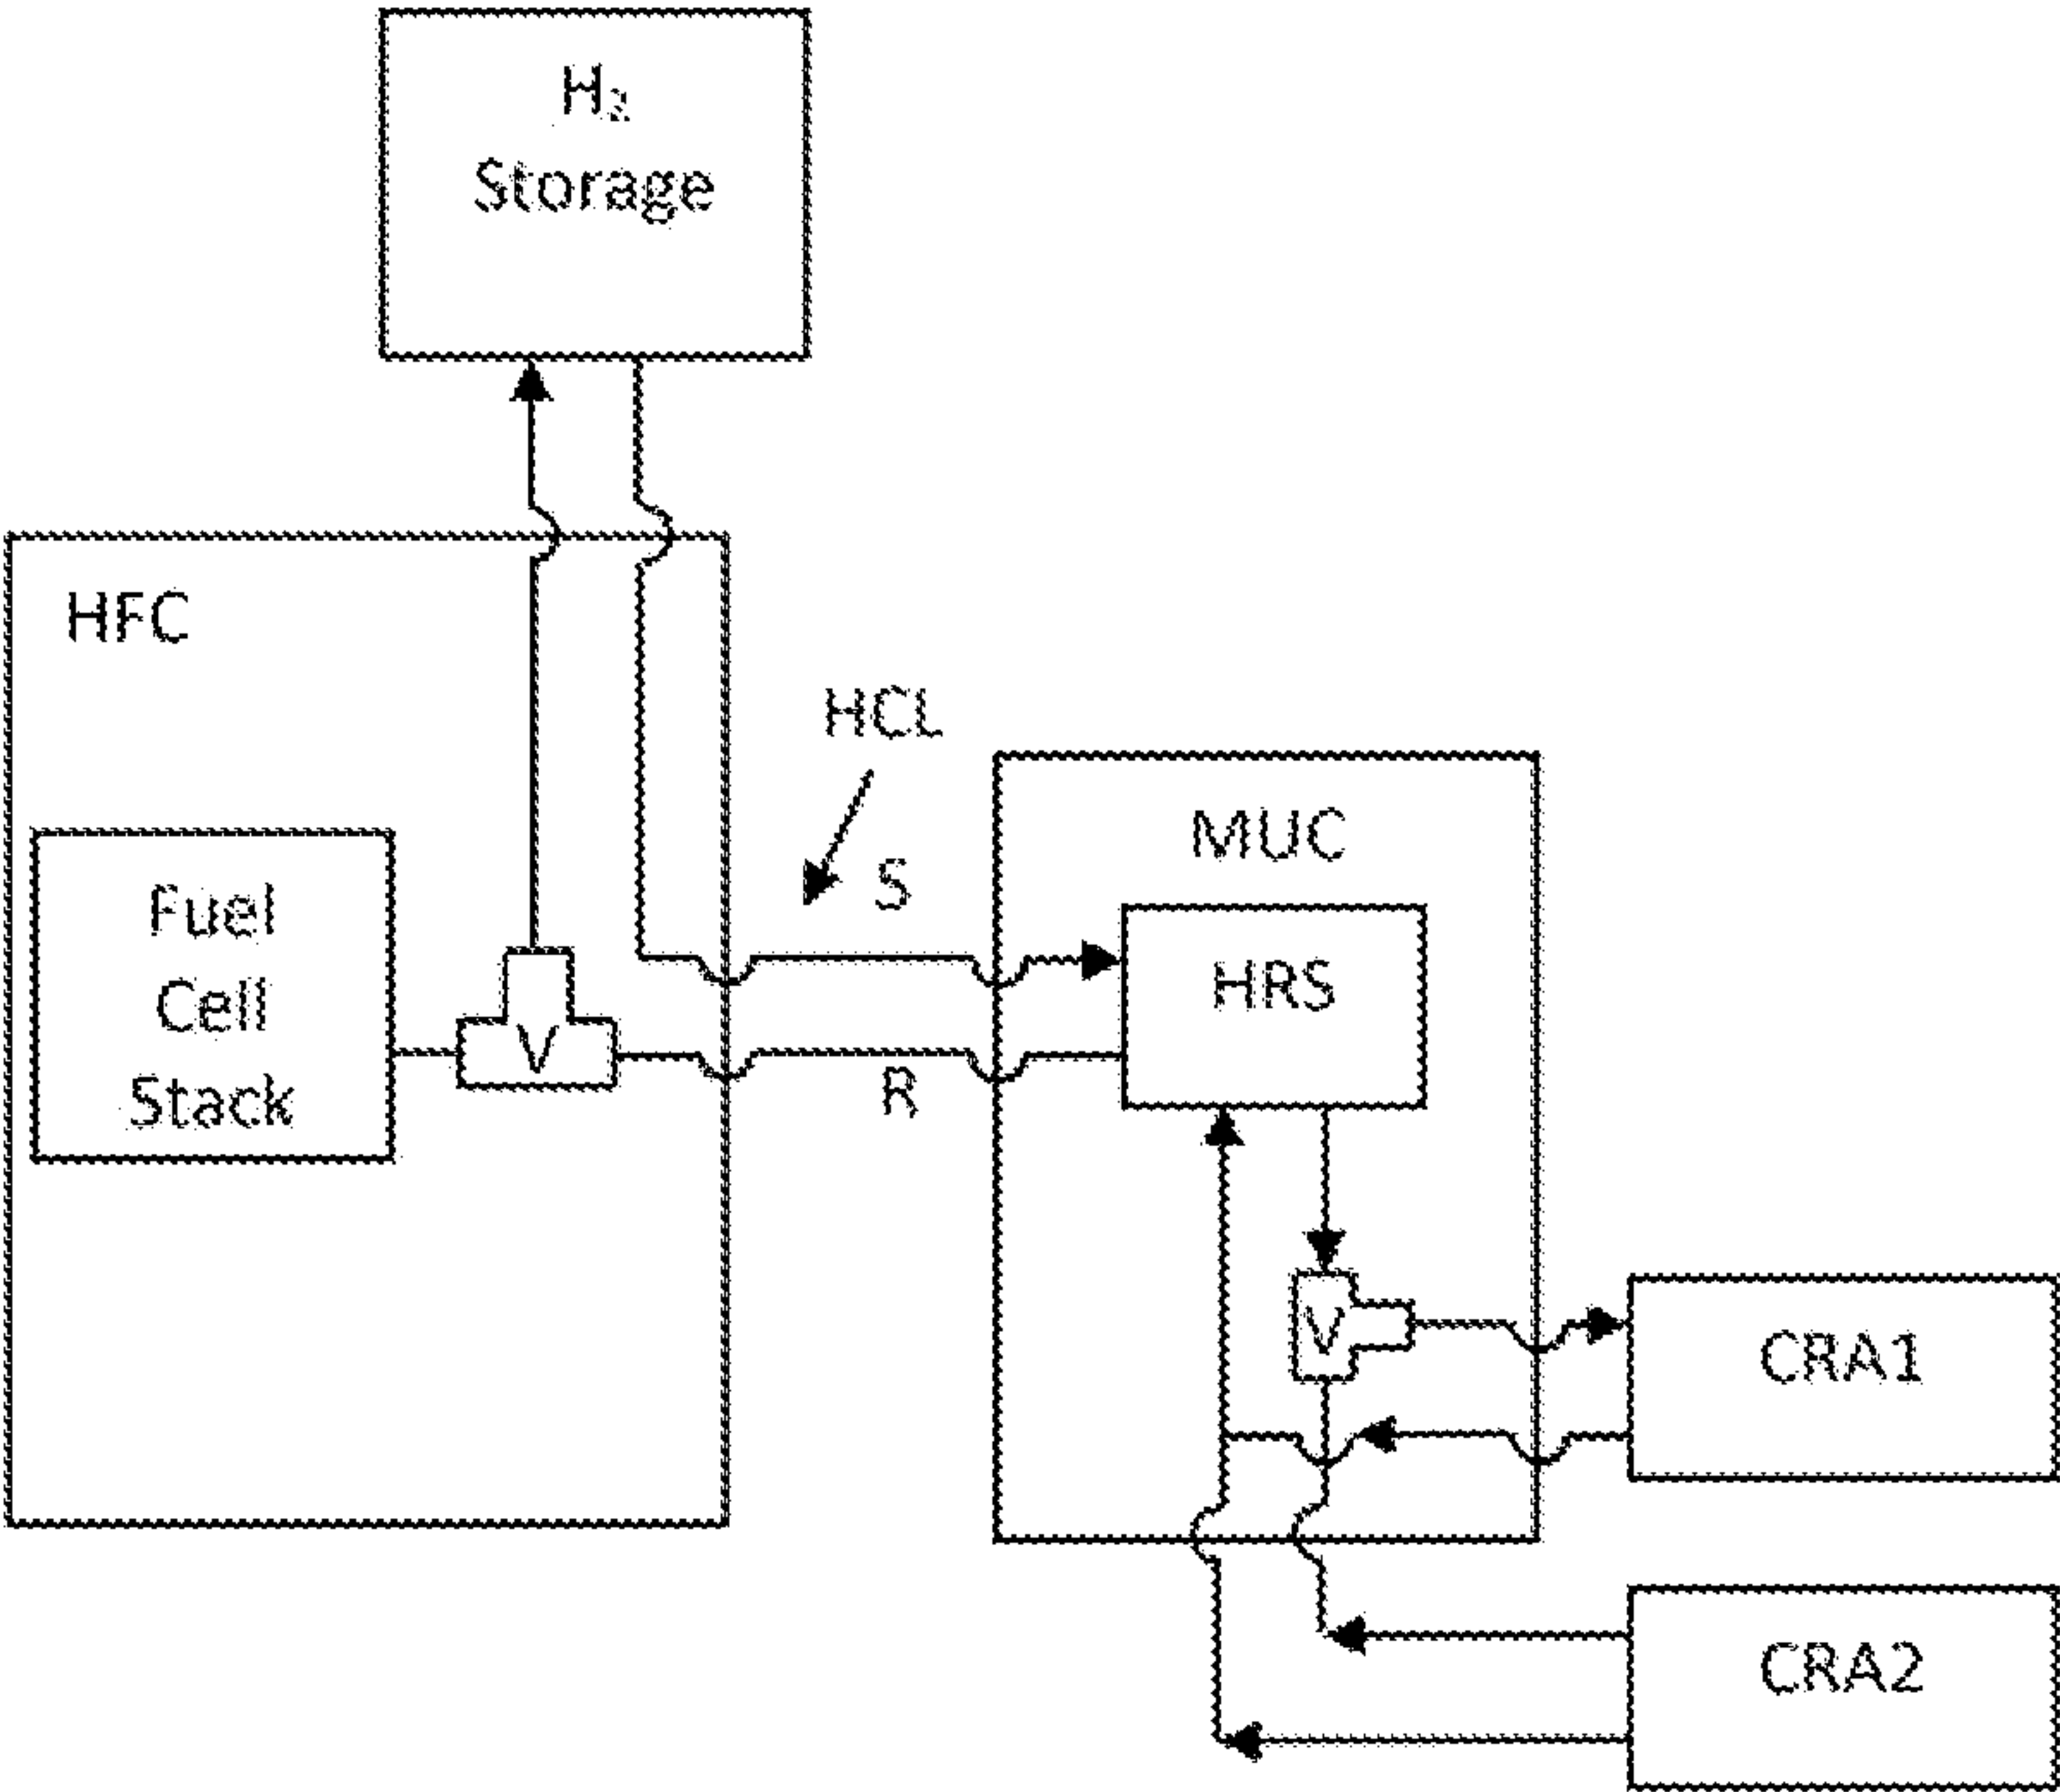 H₂
Storage
HFC
HCL
S
MUC
Fuel
Cell
Stack
V
HRS
R
V
CRA1
CRA2